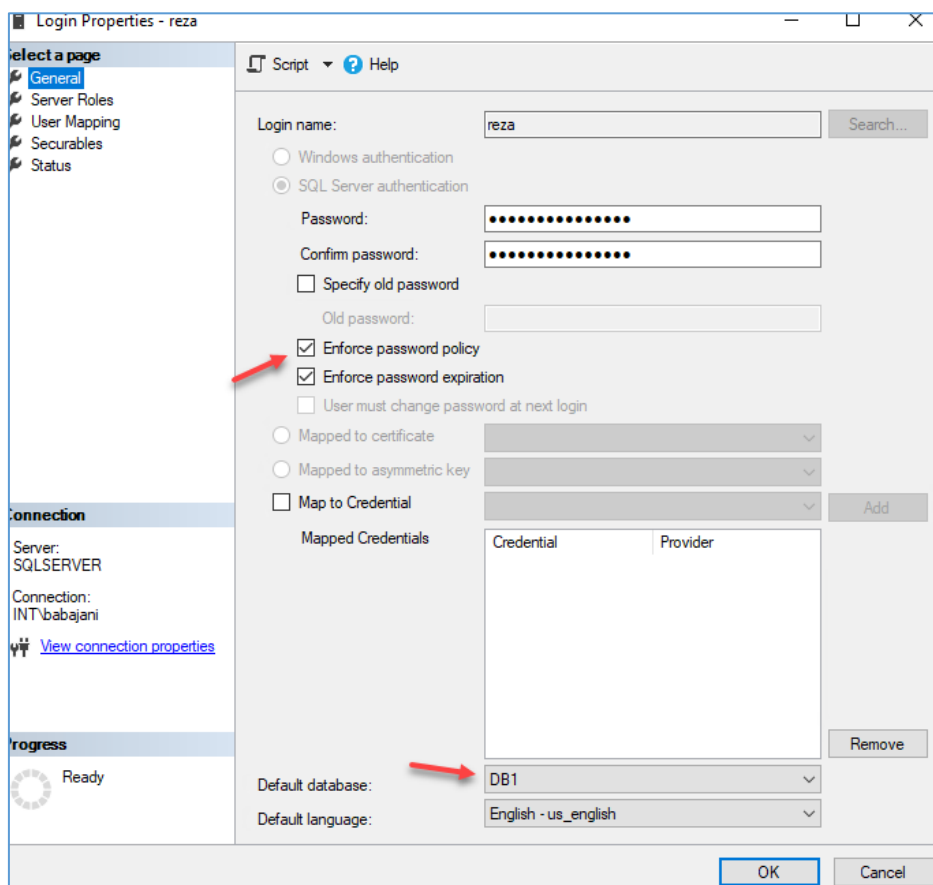 Login Properties - reza
Select a page
General
Server Roles
User Mapping
Securables
Status
Script
Help
Login name:
reza
Search...
Windows authentication
SQL Server authentication
Password:
●●●●●●●●●●●●●●●
Confirm password:
●●●●●●●●●●●●●●●
Specify old password
Old password:
Enforce password policy
Enforce password expiration
User must change password at next login
Mapped to certificate
Mapped to asymmetric key
Map to Credential
Add
Mapped Credentials
Credential
Provider
Remove
Default database:
DB1
Default language:
English - us_english
Connection
Server:
SQLSERVER
Connection:
INT\babajani
View connection properties
Progress
Ready
OK
Cancel